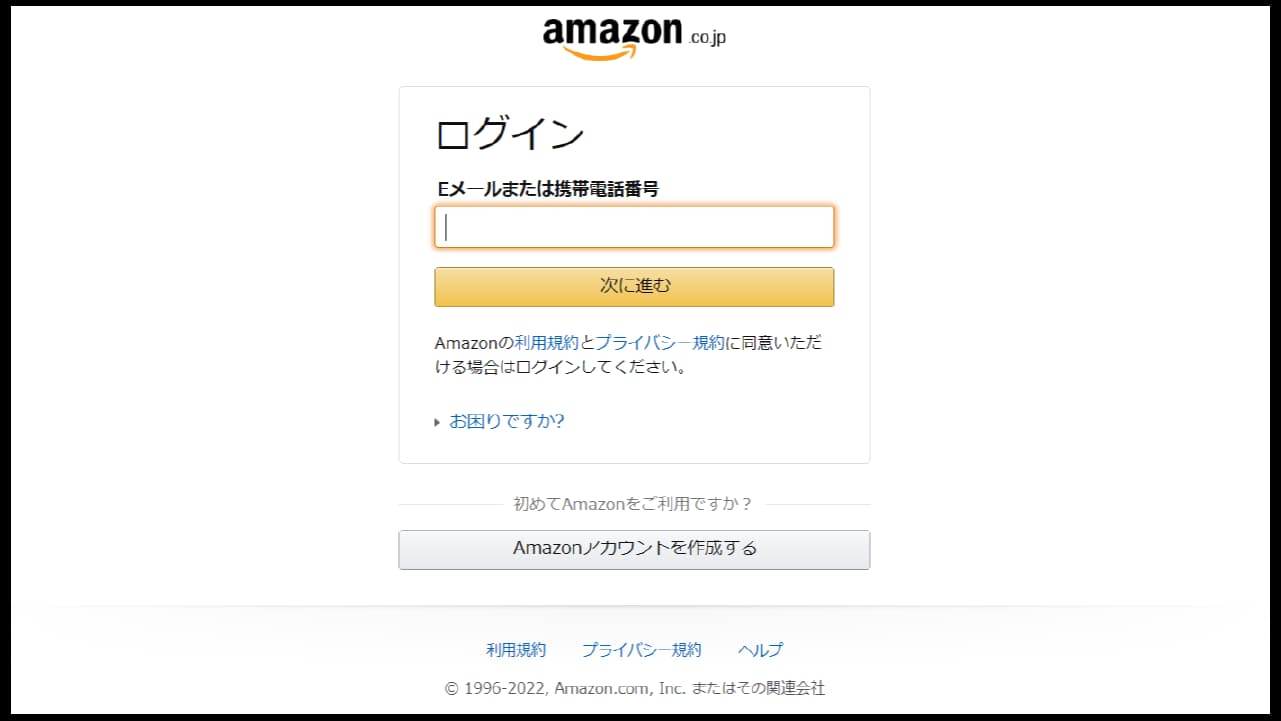 amazon.co.jp
ログイン
Eメールまたは携帯電話番号
次に進む
Amazonの利用規約とプライバシー規約に同意いただ
ける場合はログインしてください。
お困りですか?
初めてAmazonをご利用ですか？
Amazonアカウントを作成する
利用規約 プライバシー規約 ヘルプ
© 1996-2022, Amazon.com, Inc. またはその関連会社